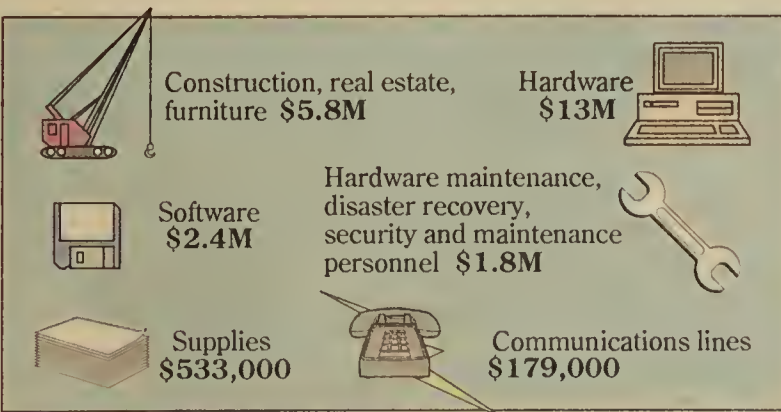 Construction, real estate,
furniture $5.8M
Hardware
$13M
Software
$2.4M
Hardware maintenance,
disaster recovery,
security and maintenance
personnel $1.8M
Supplies
$533,000
Communications lines
$179,000